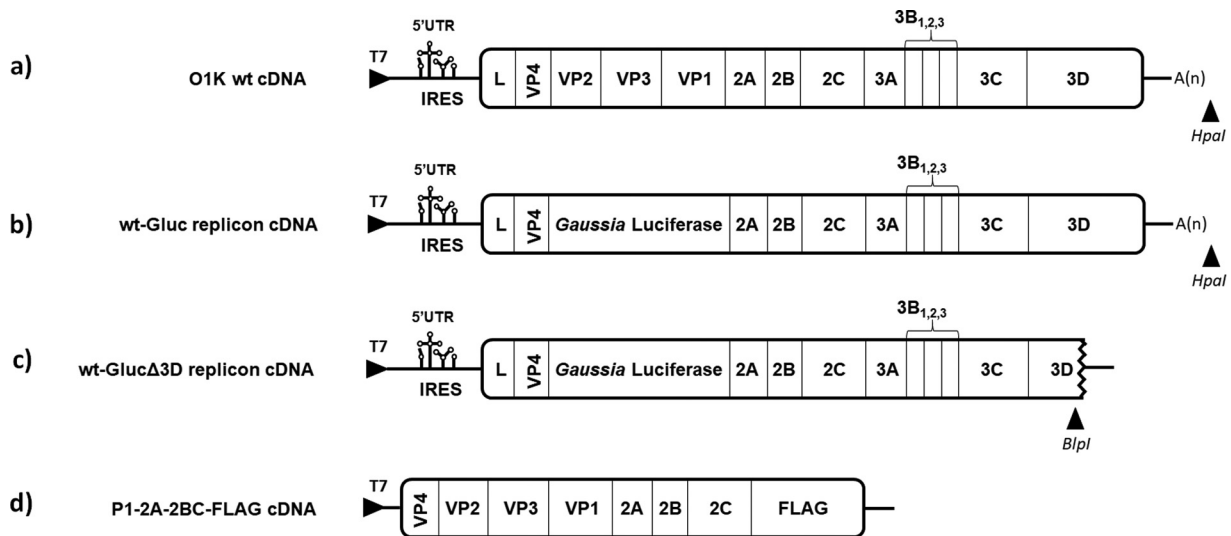 a)
O1K wt cDNA
T7
5'UTR
IRES
L VP4 VP2 VP3 VP1 2A 2B 2C 3A 3B1,2,3 3C 3D
A(n)
HpaI
b)
wt-Gluc replicon cDNA
T7
5'UTR
IRES
L VP4 Gaussia Luciferase 2A 2B 2C 3A 3B1,2,3 3C 3D
A(n)
HpaI
c)
wt-GlucΔ3D replicon cDNA
T7
5'UTR
IRES
L VP4 Gaussia Luciferase 2A 2B 2C 3A 3B1,2,3 3C 3D
BlpI
d)
P1-2A-2BC-FLAG cDNA
T7
VP4 VP2 VP3 VP1 2A 2B 2C FLAG